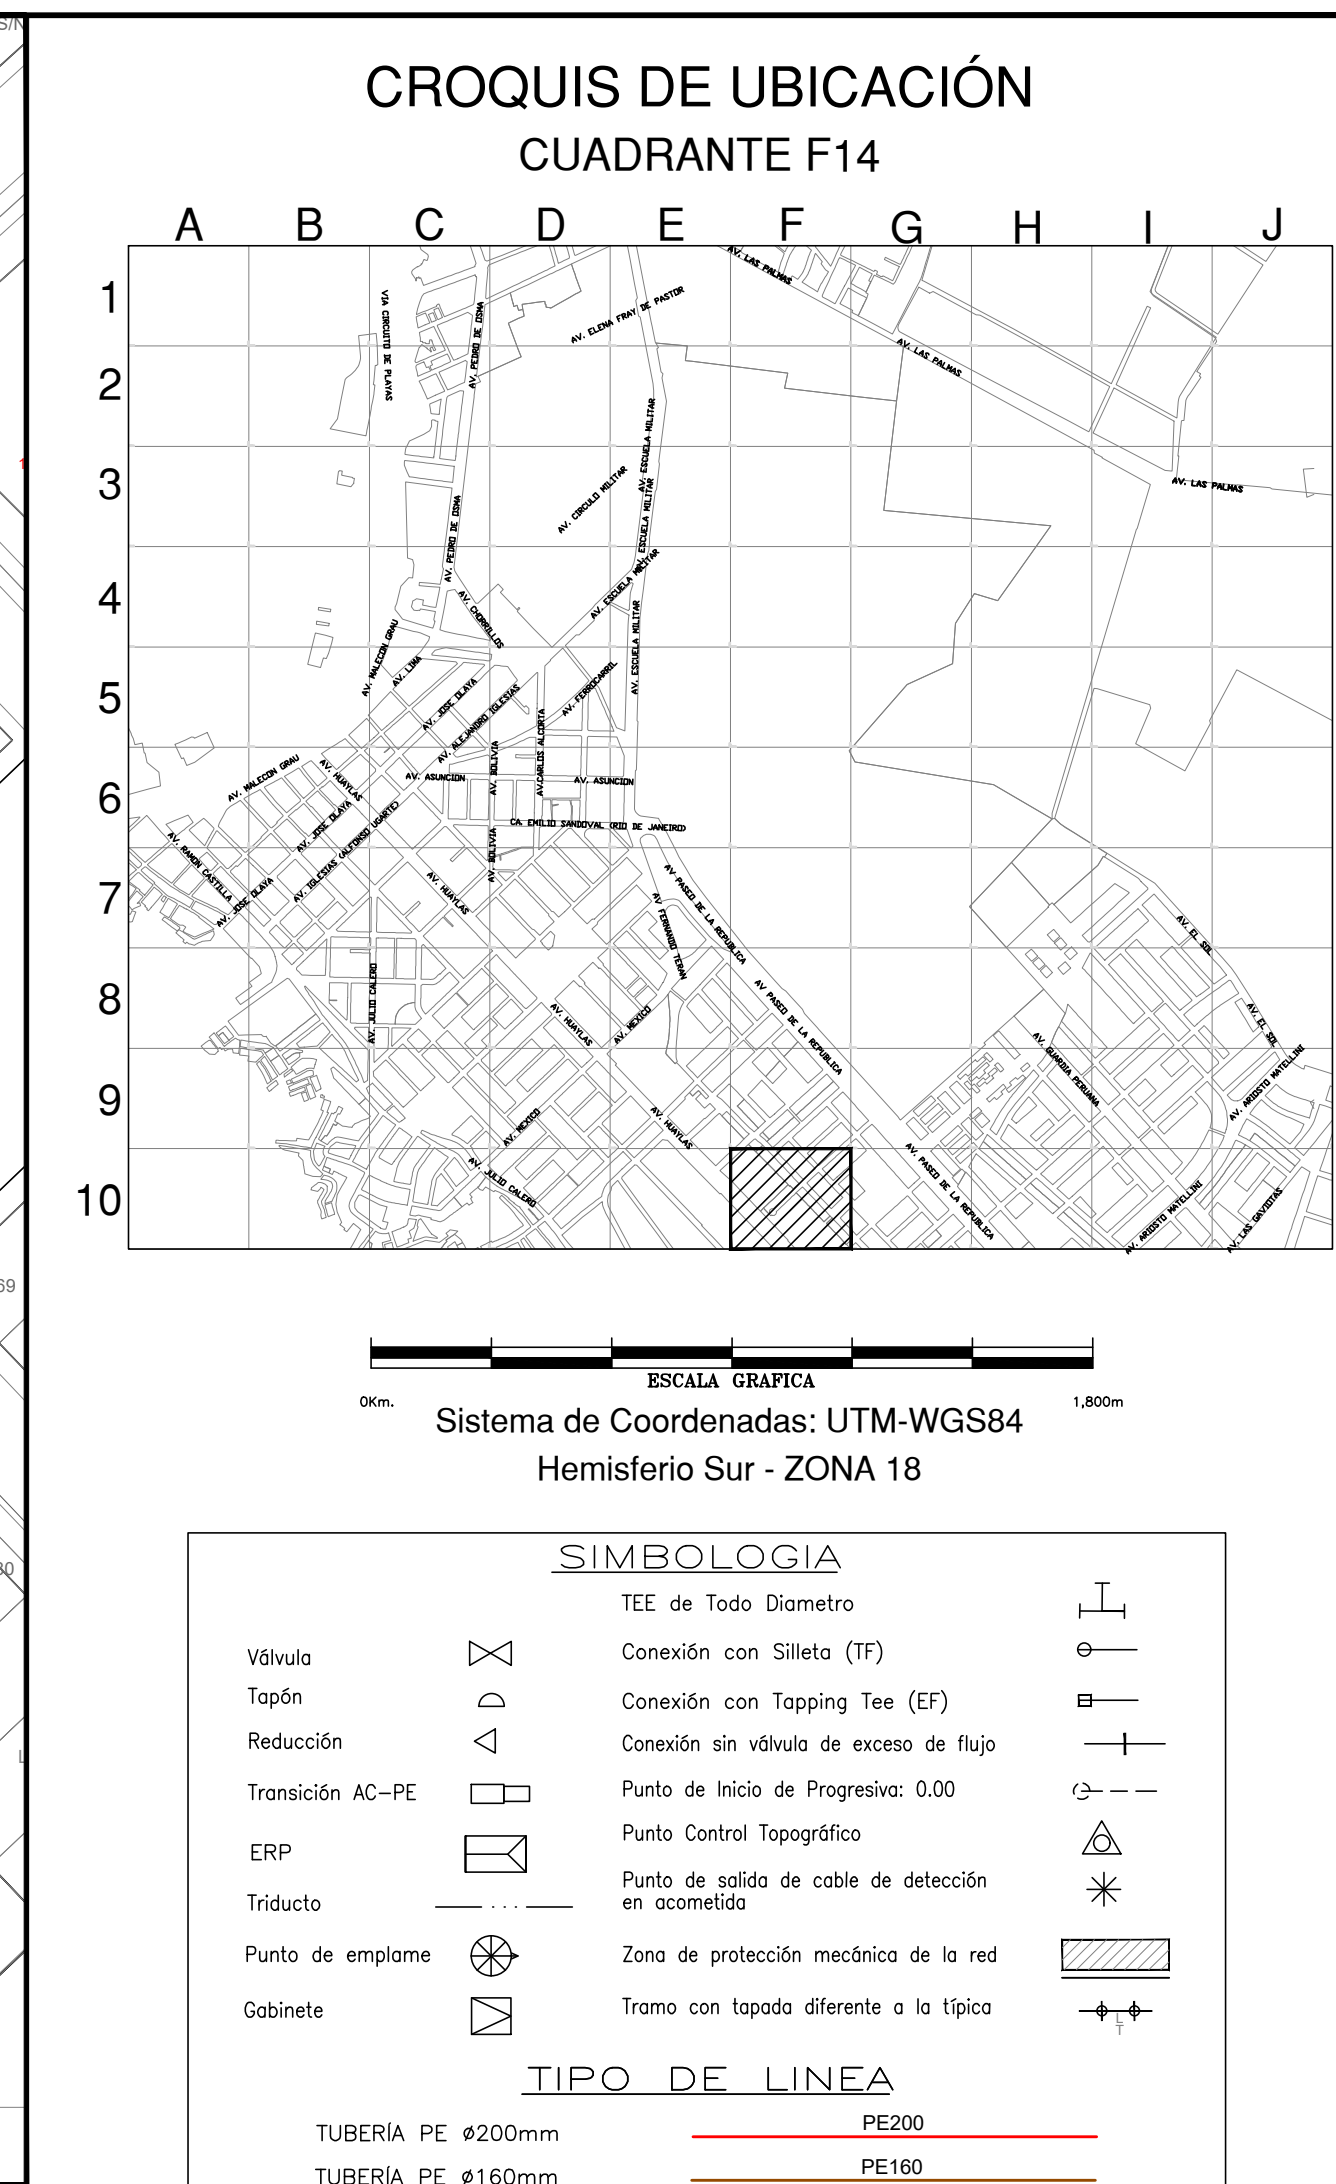 CROQUIS DE UBICACIÓN
CUADRANTE F14
A B C D E F G H I J
1
2
3
4
5
6
7
8
9
10
VIA CIRCUITO DE PLAYAS
AV. PEDRO DE OSMA
AV. ELENA FRAY DE PASTOR
AV. LAS PALMAS
AV. LAS PALMAS
AV. ESCUELA MILITAR
AV. CIRCULO MILITAR
AV. ESCUELA MILITAR
AV. LAS PALMAS
AV. PEDRO DE OSMA
AV. ESCUELA MILITAR
AV. CHORRILLOS
AV. MALECON GRAU
AV. LIMA
AV. ESCUELA MILITAR
AV. JOSE OLAYA
AV. ALEJANDRO IGLESIAS
AV. FERROCARRIL
AV. CARLOS ALCORTA
AV. BOLIVIA
AV. MALECON GRAU
AV. HUAYLAS
AV. ASUNCION
AV. ASUNCION
AV. JOSE OLAYA
AV. IGLESIAS (ALFONSO UGARTE)
CA. EMILIO SANDOVAL (RIO DE JANEIRO)
AV. BOLIVIA
AV. RAMON CASTILLA
AV. JOSE OLAYA
AV. HUAYLAS
AV PASEO DE LA REPUBLICA
AV FERNANDO TERAN
AV. EL SOL
AV. JULIO CALERO
AV. HUAYLAS
AV. MEXICO
AV PASEO DE LA REPUBLICA
AV. EL SOL
AV. GUARDIA PERUANA
AV. ARIOSTO MATELLINI
AV. MEXICO
AV. HUAYLAS
AV. JULIO CALERO
AV. PASEO DE LA REPUBLICA
AV. ARIOSTO MATELLINI
AV. LAS GAVIOTAS
ESCALA GRAFICA
0Km. 1,800m
Sistema de Coordenadas: UTM-WGS84
Hemisferio Sur - ZONA 18
SIMBOLOGIA
TEE de Todo Diametro
Válvula
Conexión con Silleta (TF)
Tapón
Conexión con Tapping Tee (EF)
Reducción
Conexión sin válvula de exceso de flujo
Transición AC-PE
Punto de Inicio de Progresiva: 0.00
ERP
Punto Control Topográfico
Triducto
Punto de salida de cable de detección
en acometida
Punto de emplame
Zona de protección mecánica de la red
Gabinete
Tramo con tapada diferente a la típica
L
T
TIPO DE LINEA
TUBERÍA PE ø200mm PE200
TUBERÍA PE ø160mm PE160